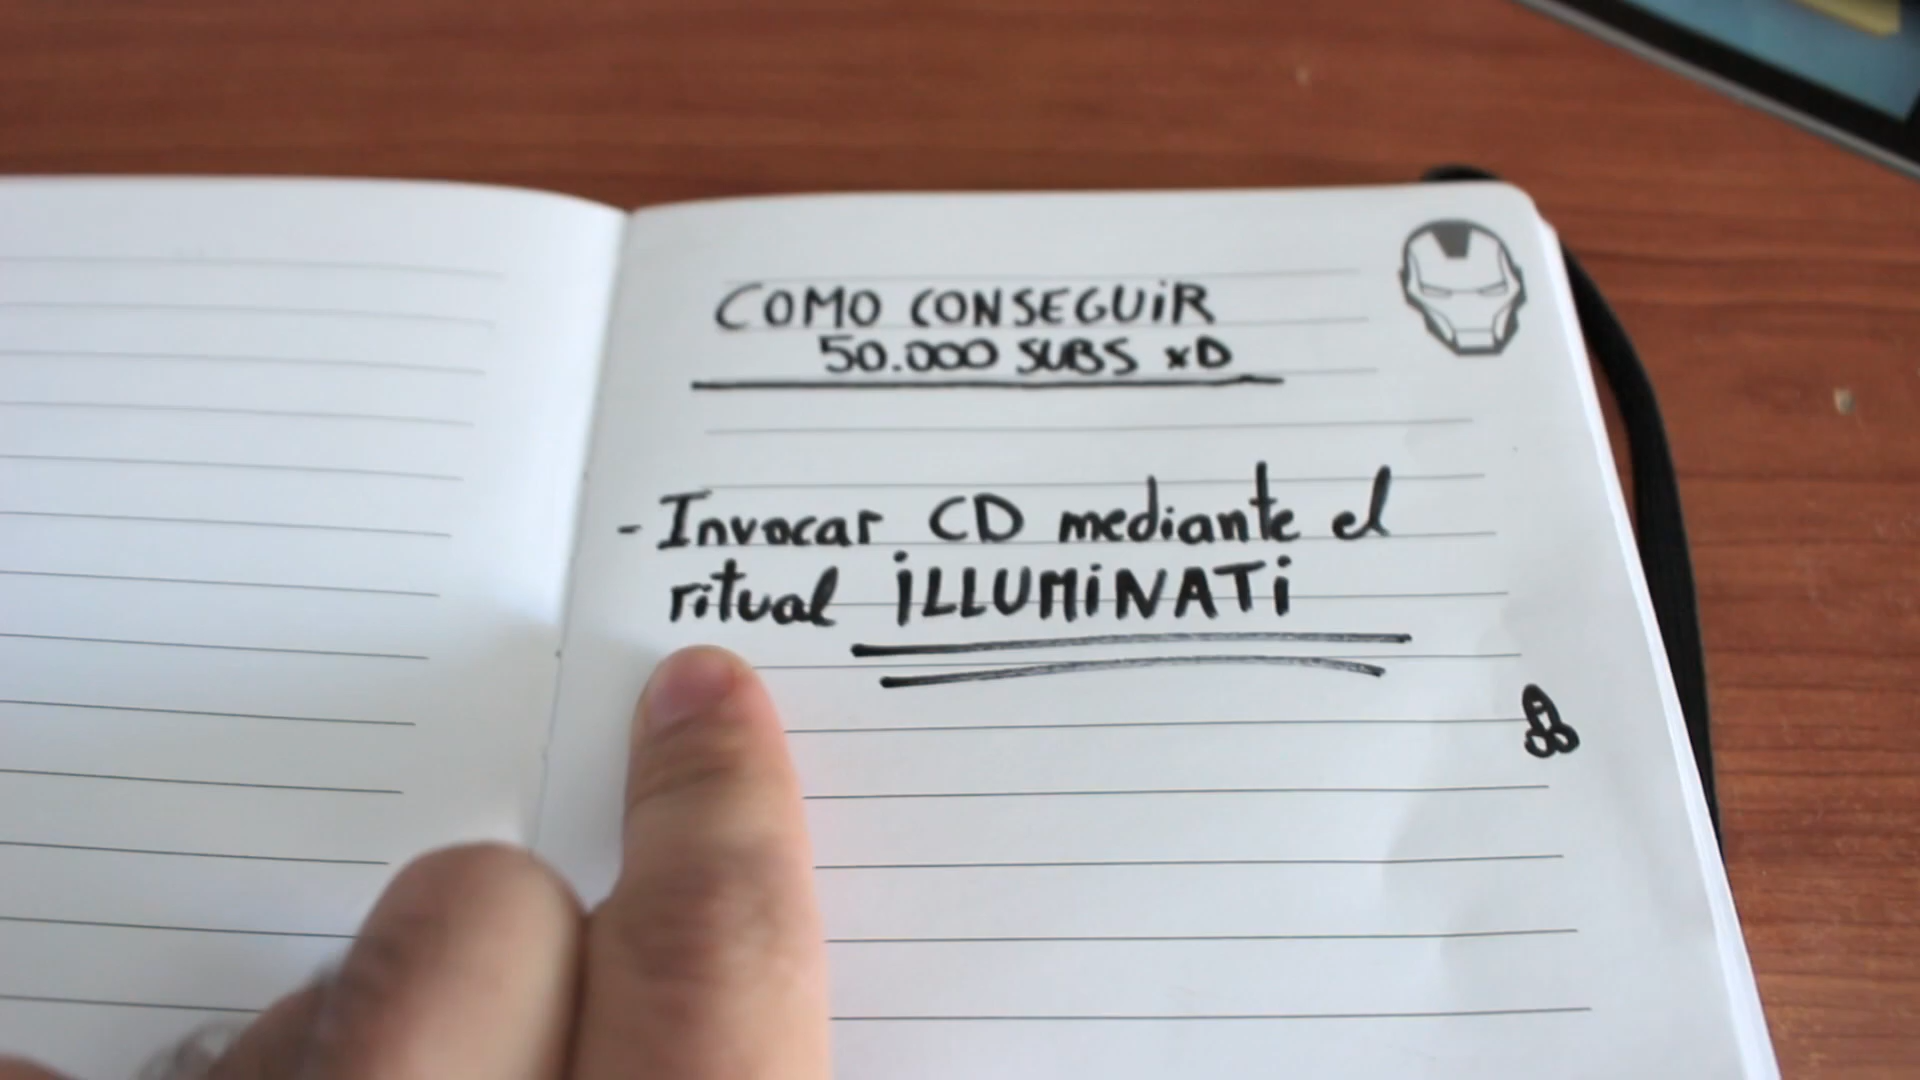 COMO CONSEGUiR
50.000 SUBS xD
- Invocar CD mediante el
ritual iLLUMiNATi